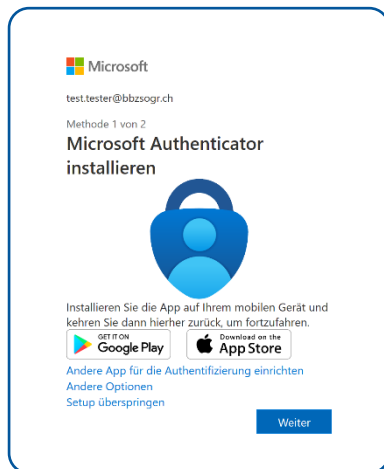 Microsoft
test.tester@bbzsogr.ch
Methode 1 von 2
Microsoft Authenticator
installieren
Installieren Sie die App auf Ihrem mobilen Gerät und
kehren Sie dann hierher zurück, um fortzufahren.
GET IT ON
Google Play
Download on the
App Store
Andere App für die Authentifizierung einrichten
Andere Optionen
Setup überspringen
Weiter